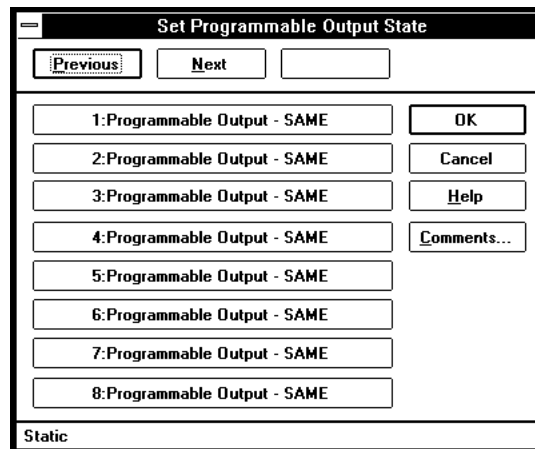 Set Programmable Output State
Previous Next
1:Programmable Output - SAME OK
2:Programmable Output - SAME Cancel
3:Programmable Output - SAME Help
4:Programmable Output - SAME Comments...
5:Programmable Output - SAME
6:Programmable Output - SAME
7:Programmable Output - SAME
8:Programmable Output - SAME
Static